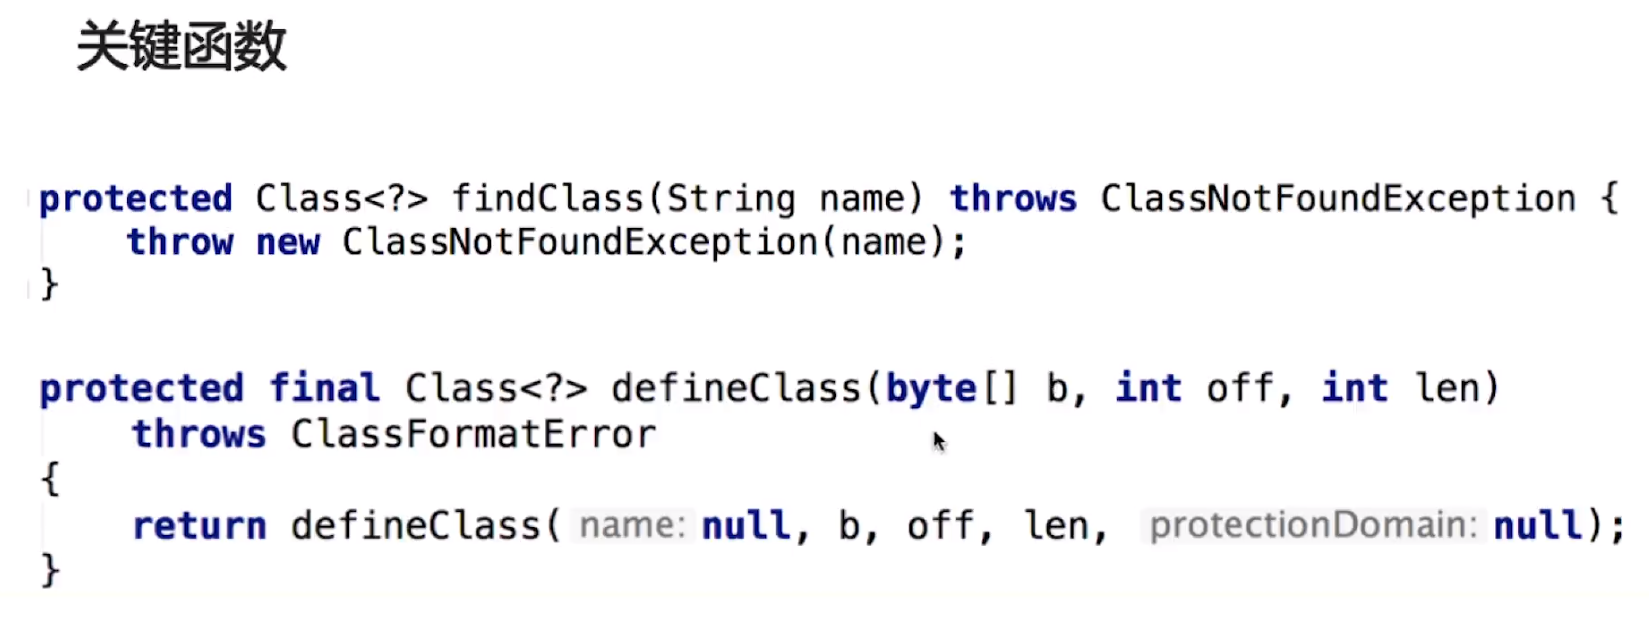 关键函数
protected Class<?> findClass(String name) throws ClassNotFoundException {
throw new ClassNotFoundException(name);
}
protected final Class<?> defineClass(byte[] b, int off, int len)
throws ClassFormatError
{
return defineClass( name: null, b, off, len, protectionDomain: null);
}